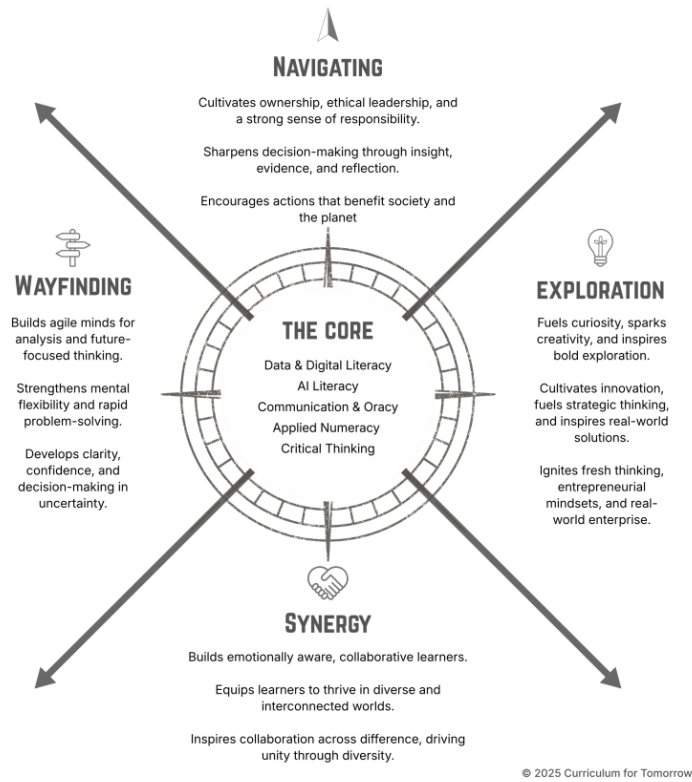 NAVIGATING
Cultivates ownership, ethical leadership, and
a strong sense of responsibility.
Sharpens decision-making through insight,
evidence, and reflection.
Encourages actions that benefit society and
the planet
WAYFINDING
Builds agile minds for
analysis and future-
focused thinking.
Strengthens mental
flexibility and rapid
problem-solving.
Develops clarity,
confidence, and
decision-making in
uncertainty.
THE CORE
Data & Digital Literacy
AI Literacy
Communication & Oracy
Applied Numeracy
Critical Thinking
EXPLORATION
Fuels curiosity, sparks
creativity, and inspires
bold exploration.
Cultivates innovation,
fuels strategic thinking,
and inspires real-world
solutions.
Ignites fresh thinking,
entrepreneurial
mindsets, and real-
world enterprise.
SYNERGY
Builds emotionally aware, collaborative learners.
Equips learners to thrive in diverse and
interconnected worlds.
Inspires collaboration across difference, driving
unity through diversity.
© 2025 Curriculum for Tomorrow